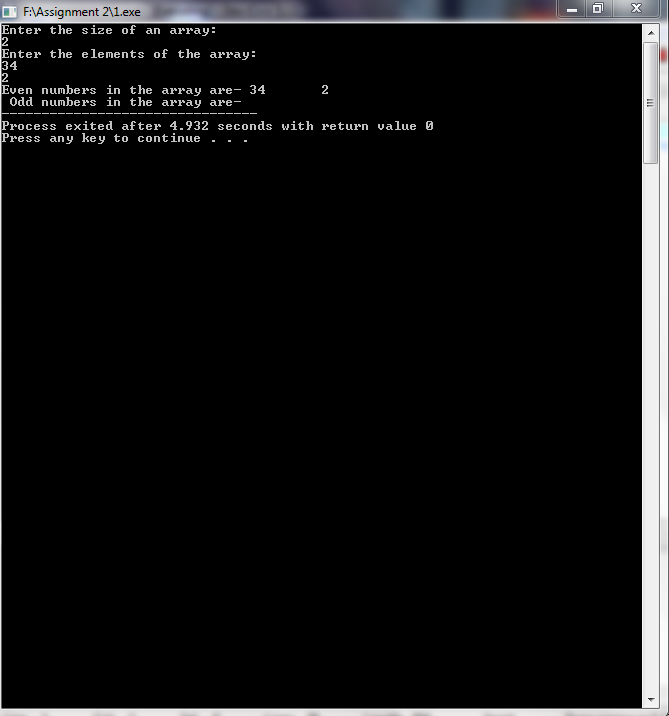 F:\Assignment 2\1.exe
Enter the size of an array:
2
Enter the elements of the array:
34
2
Even numbers in the array are- 34       2
 Odd numbers in the array are-
--------------------------------
Process exited after 4.932 seconds with return value 0
Press any key to continue . . .